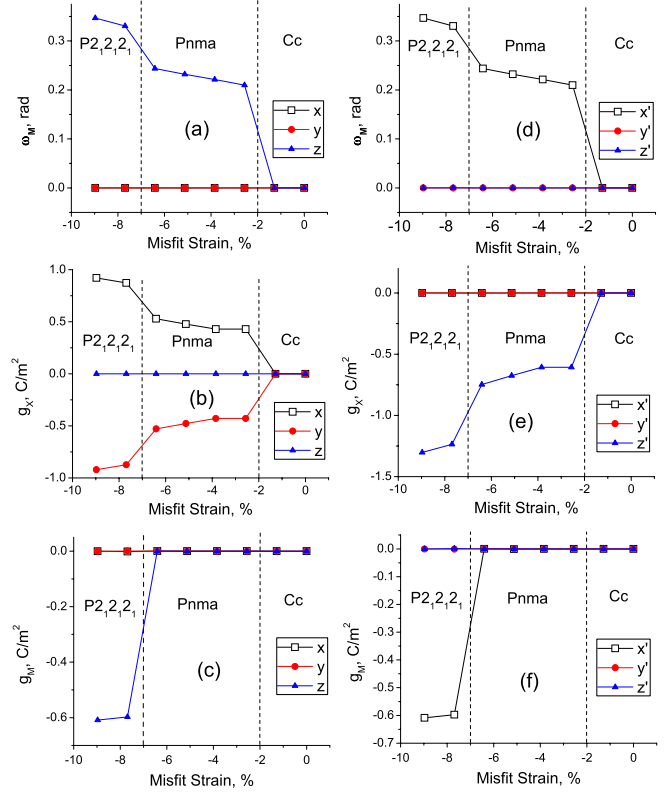 P2₁2₁2₁ Pnma Cc
(a)
x
y
z
ω_M, rad
0.3
0.2
0.1
0.0
-10 -8 -6 -4 -2 0
Misfit Strain, %
P2₁2₁2₁ Pnma Cc
(d)
x'
y'
z'
ω_M, rad
0.4
0.3
0.2
0.1
0.0
-10 -8 -6 -4 -2 0
Misfit Strain, %
P2₁2₁2₁ Pnma Cc
(b)
x
y
z
g_X, C/m²
1.0
0.5
0.0
-0.5
-1.0
-10 -8 -6 -4 -2 0
Misfit Strain, %
P2₁2₁2₁ Pnma Cc
(e)
x'
y'
z'
g_X, C/m²
0.0
-0.5
-1.0
-1.5
-10 -8 -6 -4 -2 0
Misfit Strain, %
P2₁2₁2₁ Pnma Cc
(c)
x
y
z
g_M, C/m²
0.0
-0.2
-0.4
-0.6
-10 -8 -6 -4 -2 0
Misfit Strain, %
P2₁2₁2₁ Pnma Cc
(f)
x'
y'
z'
g_M, C/m²
0.0
-0.1
-0.2
-0.3
-0.4
-0.5
-0.6
-0.7
-10 -8 -6 -4 -2 0
Misfit Strain, %